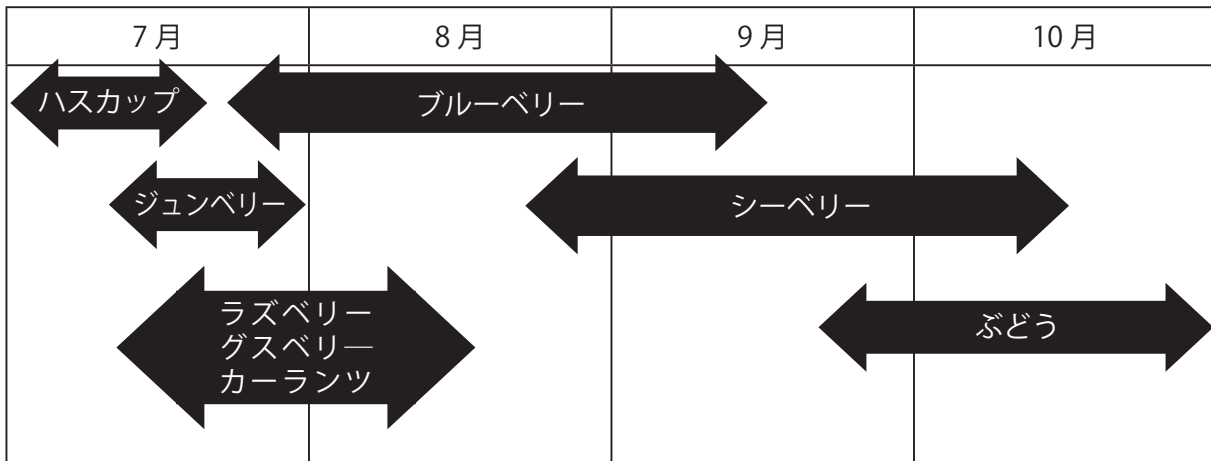 7月
8月
9月
10月
ハスカップ
ブルーベリー
ジュンベリー
シーベリー
ラズベリー
グスベリ―
カーランツ
ぶどう